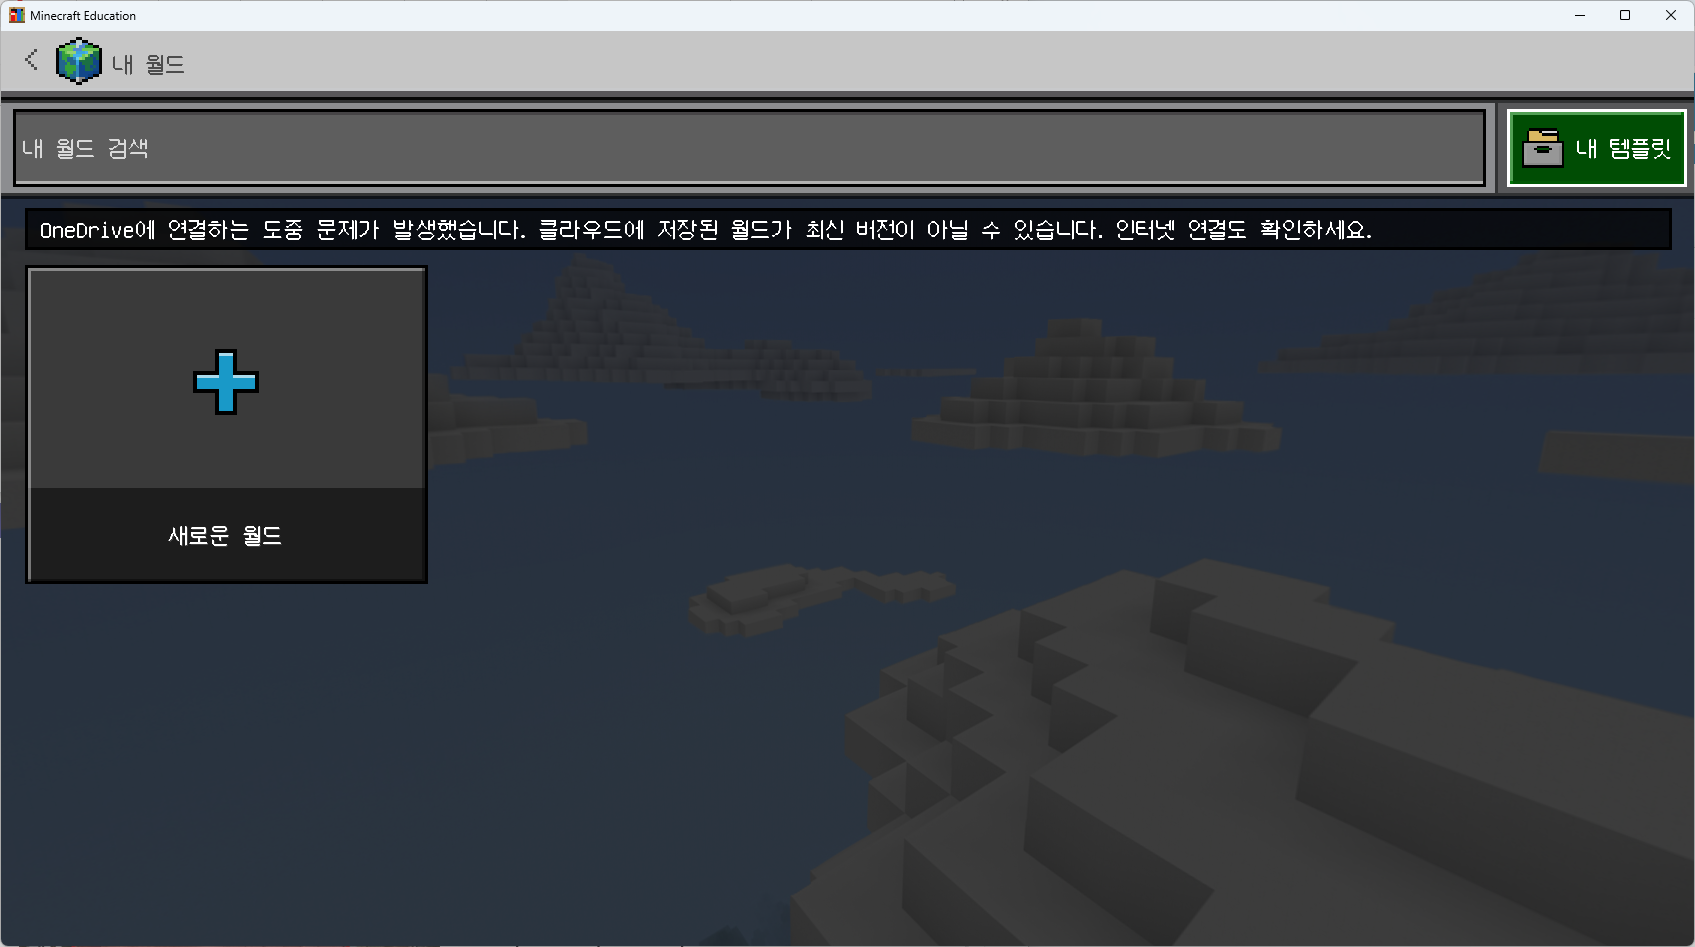 Minecraft Education
내 월드
내 월드 검색
내 템플릿
OneDrive에 연결하는 도중 문제가 발생했습니다. 클라우드에 저장된 월드가 최신 버전이 아닐 수 있습니다. 인터넷 연결도 확인하세요.
새로운 월드